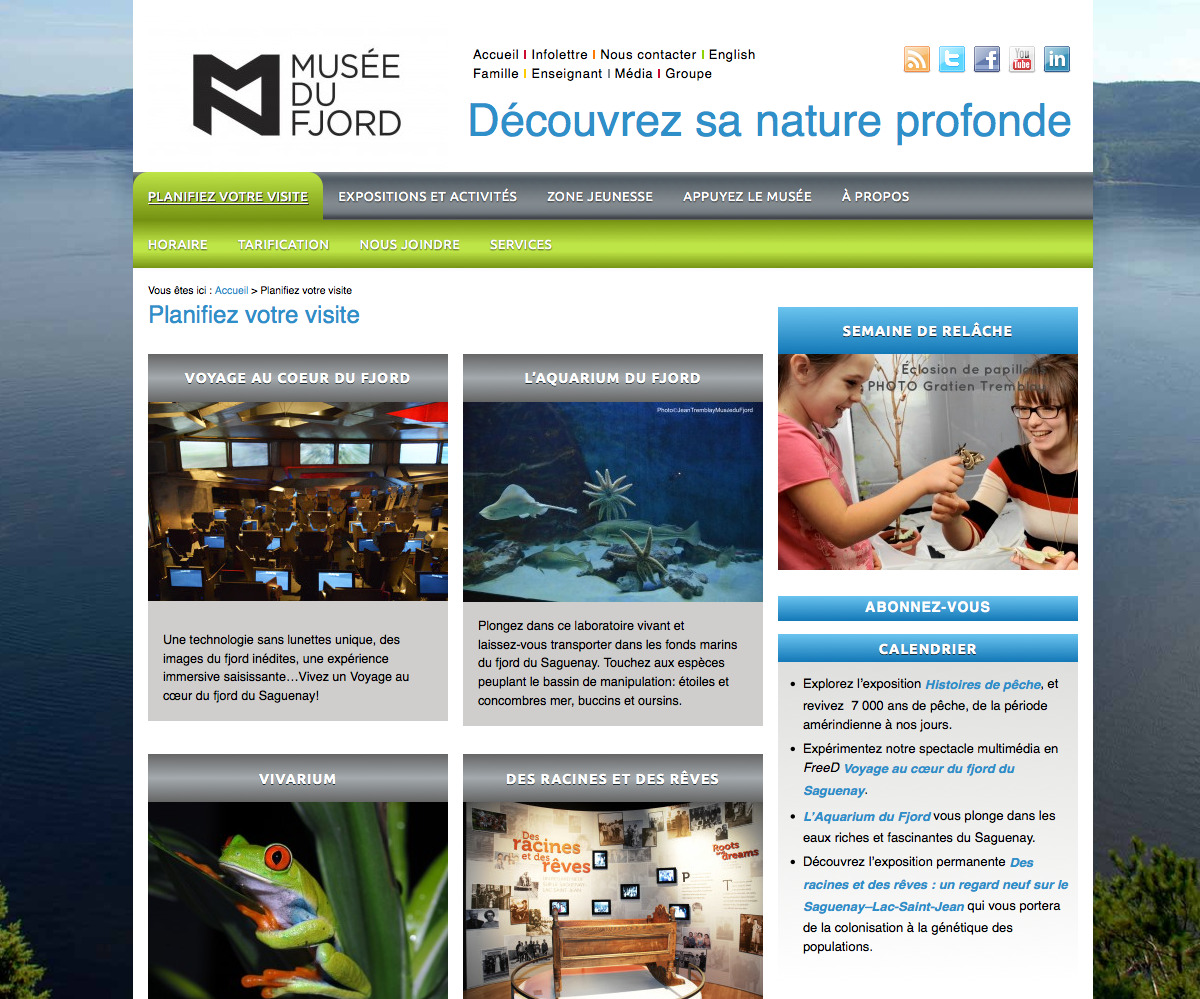 MUSÉE
DU
FJORD
Accueil | Infolettre | Nous contacter | English
Famille | Enseignant | Média | Groupe
Découvrez sa nature profonde
PLANIFIEZ VOTRE VISITE EXPOSITIONS ET ACTIVITÉS ZONE JEUNESSE APPUYEZ LE MUSÉE À PROPOS
HORAIRE TARIFICATION NOUS JOINDRE SERVICES
Vous êtes ici : Accueil > Planifiez votre visite
Planifiez votre visite
VOYAGE AU COEUR DU FJORD
Une technologie sans lunettes unique, des
images du fjord inédites, une expérience
immersive saisissante…Vivez un Voyage au
cœur du fjord du Saguenay!
L'AQUARIUM DU FJORD
Photo©JeanTremblayMuséeduFjord
Plongez dans ce laboratoire vivant et
laissez-vous transporter dans les fonds marins
du fjord du Saguenay. Touchez aux espèces
peuplant le bassin de manipulation: étoiles et
concombres mer, buccins et oursins.
VIVARIUM
DES RACINES ET DES RÊVES
Des
racines
et des
rêves
Roots
and
dreams
SEMAINE DE RELÂCHE
Éclosion de papillons
PHOTO Gratien Tremblay
ABONNEZ-VOUS
CALENDRIER
• Explorez l'exposition Histoires de pêche, et
revivez 7 000 ans de pêche, de la période
amérindienne à nos jours.
• Expérimentez notre spectacle multimédia en
FreeD Voyage au cœur du fjord du
Saguenay.
• L'Aquarium du Fjord vous plonge dans les
eaux riches et fascinantes du Saguenay.
• Découvrez l'exposition permanente Des
racines et des rêves : un regard neuf sur le
Saguenay–Lac-Saint-Jean qui vous portera
de la colonisation à la génétique des
populations.